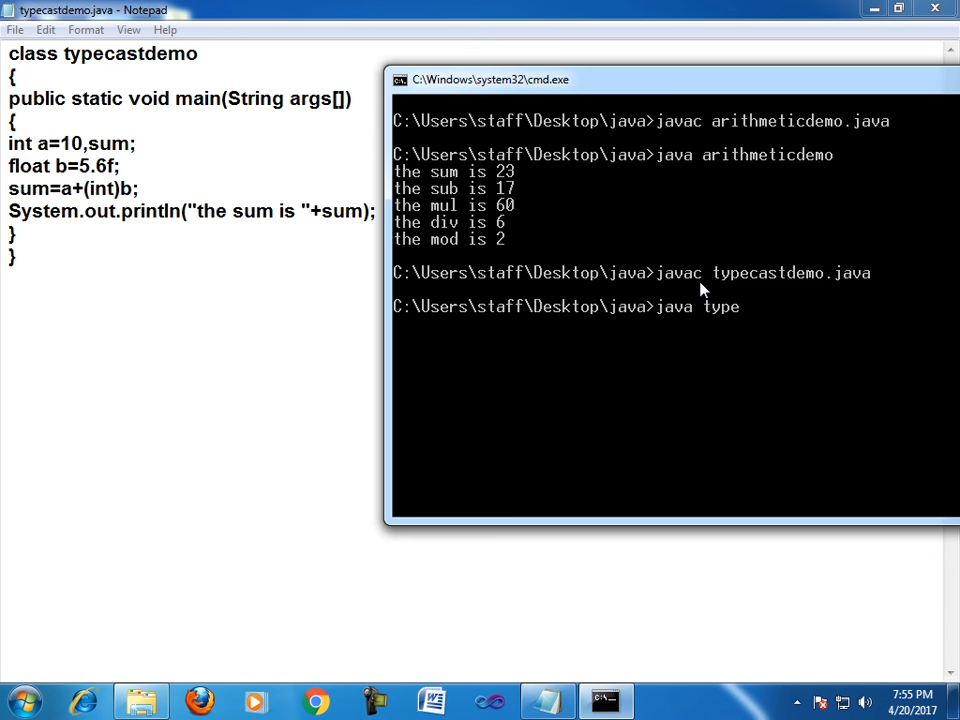 typecastdemo.java - Notepad
File Edit Format View Help
class typecastdemo
{
public static void main(String args[])
{
int a=10,sum;
float b=5.6f;
sum=a+(int)b;
System.out.println("the sum is "+sum);
}
}
C:\Windows\system32\cmd.exe
C:\Users\staff\Desktop\java>javac arithmeticdemo.java
C:\Users\staff\Desktop\java>java arithmeticdemo
the sum is 23
the sub is 17
the mul is 60
the div is 6
the mod is 2
C:\Users\staff\Desktop\java>javac typecastdemo.java
C:\Users\staff\Desktop\java>java type
7:55 PM
4/20/2017